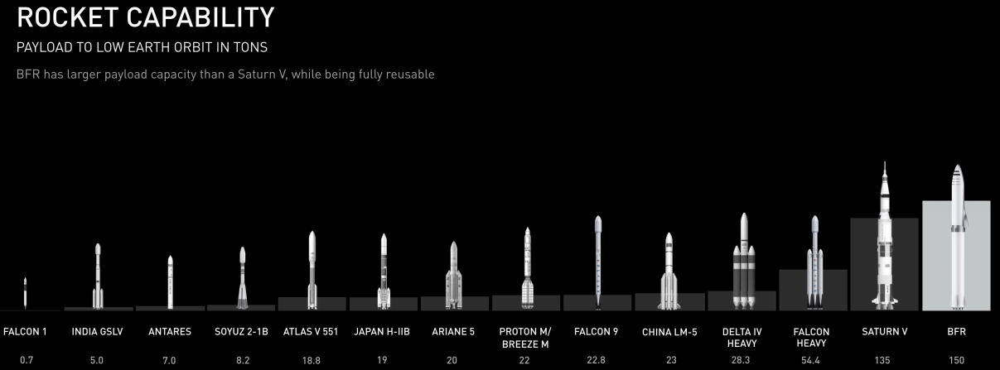 ROCKET CAPABILITY
PAYLOAD TO LOW EARTH ORBIT IN TONS
BFR has larger payload capacity than a Saturn V, while being fully reusable
FALCON 1 INDIA GSLV ANTARES SOYUZ 2-1B ATLAS V 551 JAPAN H-IIB ARIANE 5 PROTON M/ FALCON 9 CHINA LM-5 DELTA IV FALCON SATURN V BFR
BREEZE M HEAVY HEAVY
0.7 5.0 7.0 8.2 18.8 19 20 22 22.8 23 28.3 54.4 135 150